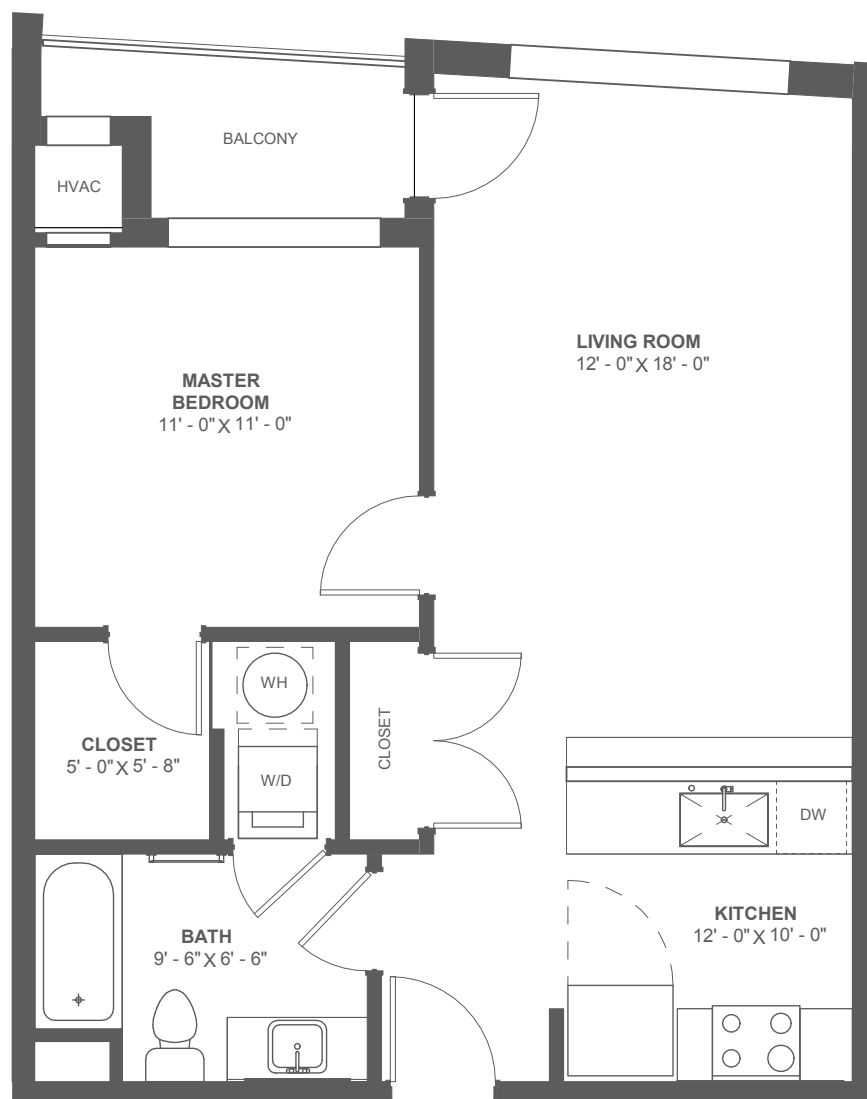 BALCONY
HVAC
LIVING ROOM
12' - 0" X 18' - 0"
MASTER
BEDROOM
11' - 0" X 11' - 0"
WH
CLOSET
CLOSET
5' - 0" X 5' - 8"
W/D
DW
KITCHEN
12' - 0" X 10' - 0"
BATH
9' - 6" X 6' - 6"